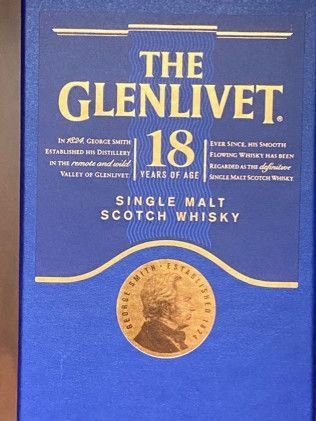 THE
GLENLIVET®
IN 1824, GEORGE SMITH
ESTABLISHED HIS DISTILLERY
IN THE remote and wild
VALLEY OF GLENLIVET.
18
YEARS OF AGE
EVER SINCE, HIS SMOOTH
FLOWING WHISKY HAS BEEN
REGARDED AS THE definitive
SINGLE MALT SCOTCH WHISKY.
SINGLE MALT
SCOTCH WHISKY
GEORGE SMITH · ESTABLISHED 1824